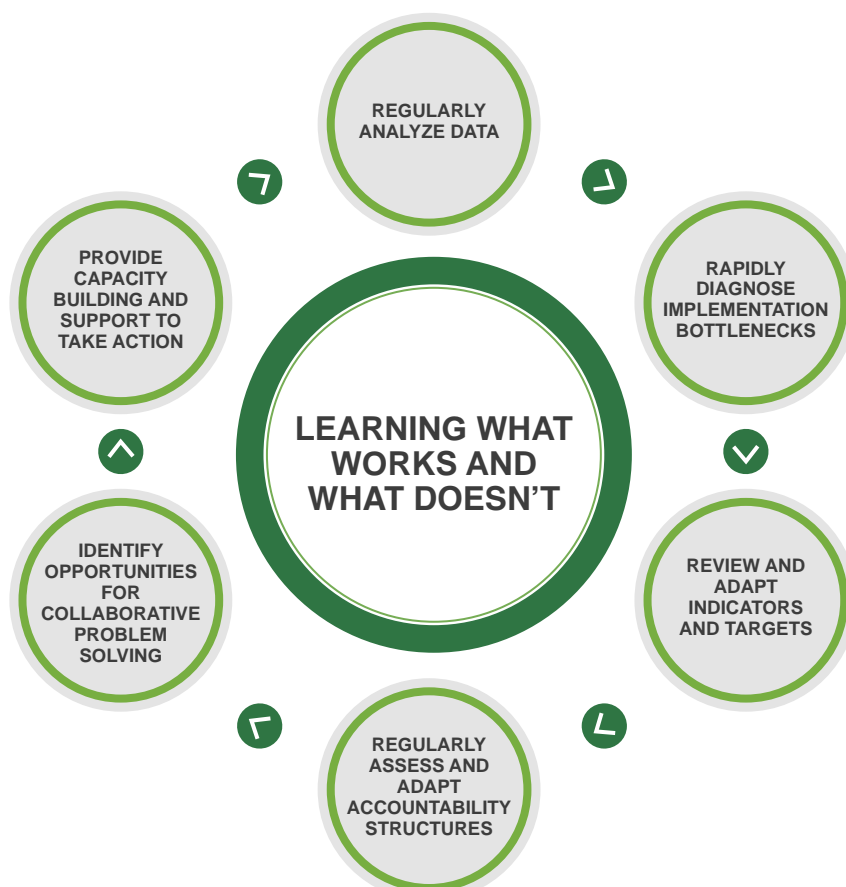 REGULARLY
ANALYZE DATA
RAPIDLY
DIAGNOSE
IMPLEMENTATION
BOTTLENECKS
REVIEW AND
ADAPT
INDICATORS
AND TARGETS
REGULARLY
ASSESS AND
ADAPT
ACCOUNTABILITY
STRUCTURES
IDENTIFY
OPPORTUNITIES
FOR
COLLABORATIVE
PROBLEM
SOLVING
PROVIDE
CAPACITY
BUILDING AND
SUPPORT TO
TAKE ACTION
LEARNING WHAT
WORKS AND
WHAT DOESN’T